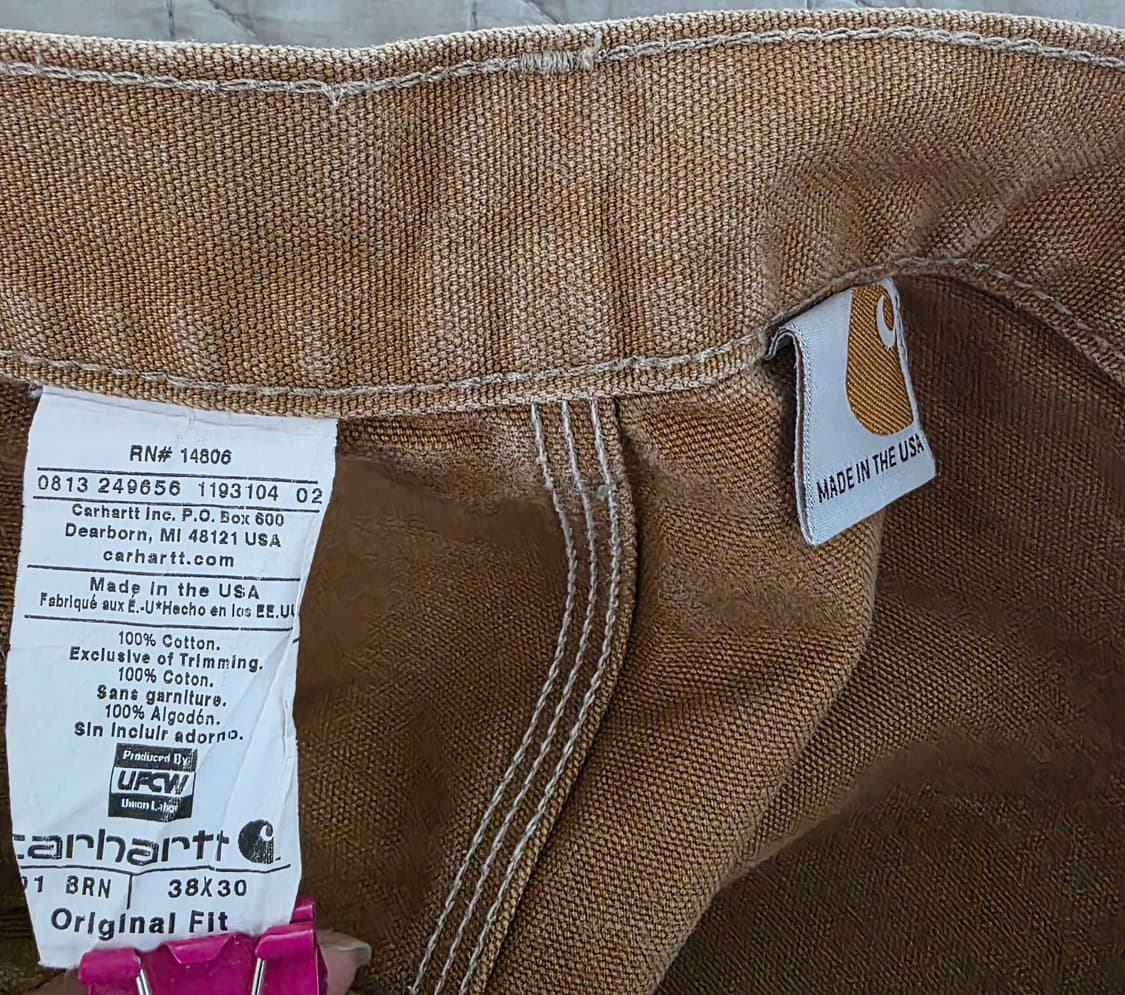 RN# 14806
0813 249656 1193104 02
Carhartt Inc. P.O. Box 600
Dearborn, MI 48121 USA
carhartt.com
Made in the USA
Fabriqué aux É.-U*Hecho en los EE.UU
100% Cotton.
Exclusive of Trimming.
100% Coton.
Sans garniture.
100% Algodón.
Sin Incluir adorno.
Produced By
UFCW
Union Label
carhartt
BRN 38X30
Original Fit
MADE IN THE USA